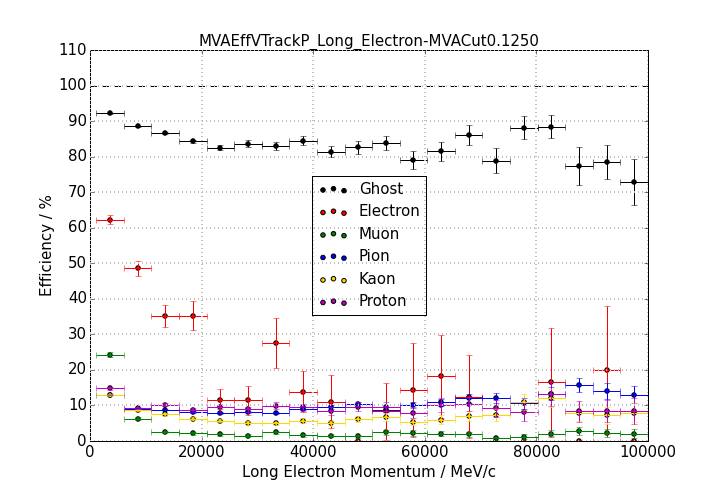 MVAEffVTrackP_Long_Electron-MVACut0.1250
110
100
90
80
70
60
50
40
30
20
10
0
Efficiency / %
Ghost
Electron
Muon
Pion
Kaon
Proton
0 20000 40000 60000 80000 100000
Long Electron Momentum / MeV/c